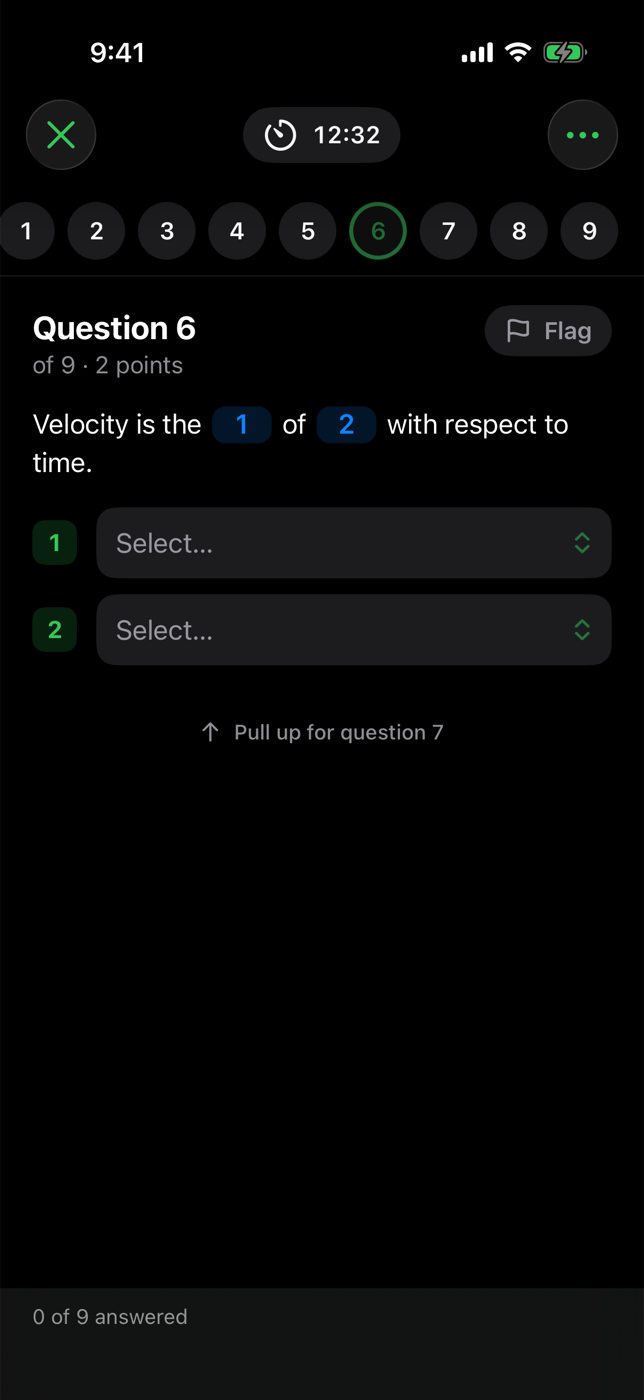 9:41
12:32
1 2 3 4 5 6 7 8 9
Question 6
Flag
of 9 · 2 points
Velocity is the 1 of 2 with respect to
time.
1 Select...
2 Select...
↑ Pull up for question 7
0 of 9 answered